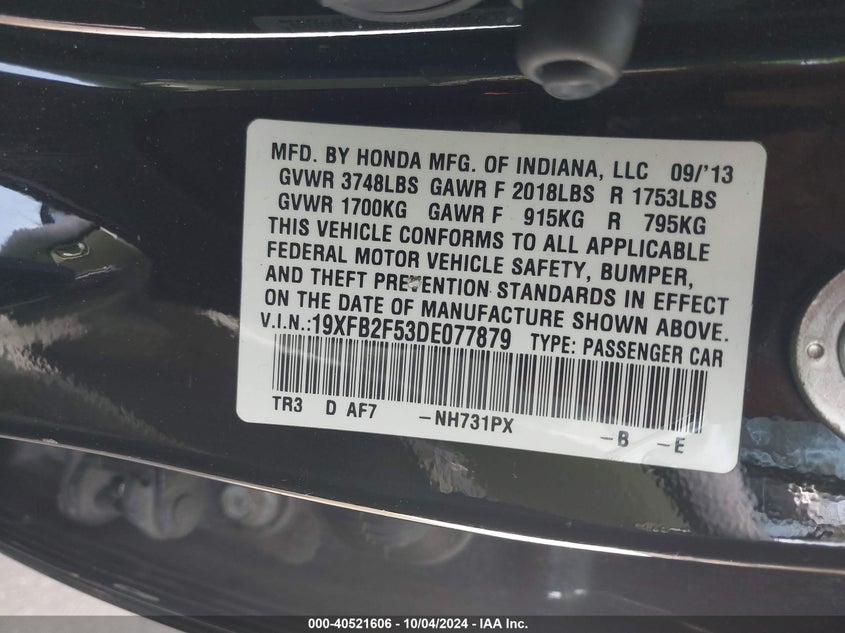 MFD. BY HONDA MFG. OF INDIANA, LLC 09/'13
GVWR 3748LBS GAWR F 2018LBS R 1753LBS
GVWR 1700KG GAWR F 915KG R 795KG
THIS VEHICLE CONFORMS TO ALL APPLICABLE
FEDERAL MOTOR VEHICLE SAFETY, BUMPER,
AND THEFT PREVENTION STANDARDS IN EFFECT
ON THE DATE OF MANUFACTURE SHOWN ABOVE.
V.I.N.:19XFB2F53DE077879 TYPE: PASSENGER CAR
TR3 D AF7 -NH731PX -B -E
000-40521606 - 10/04/2024 - IAA Inc.